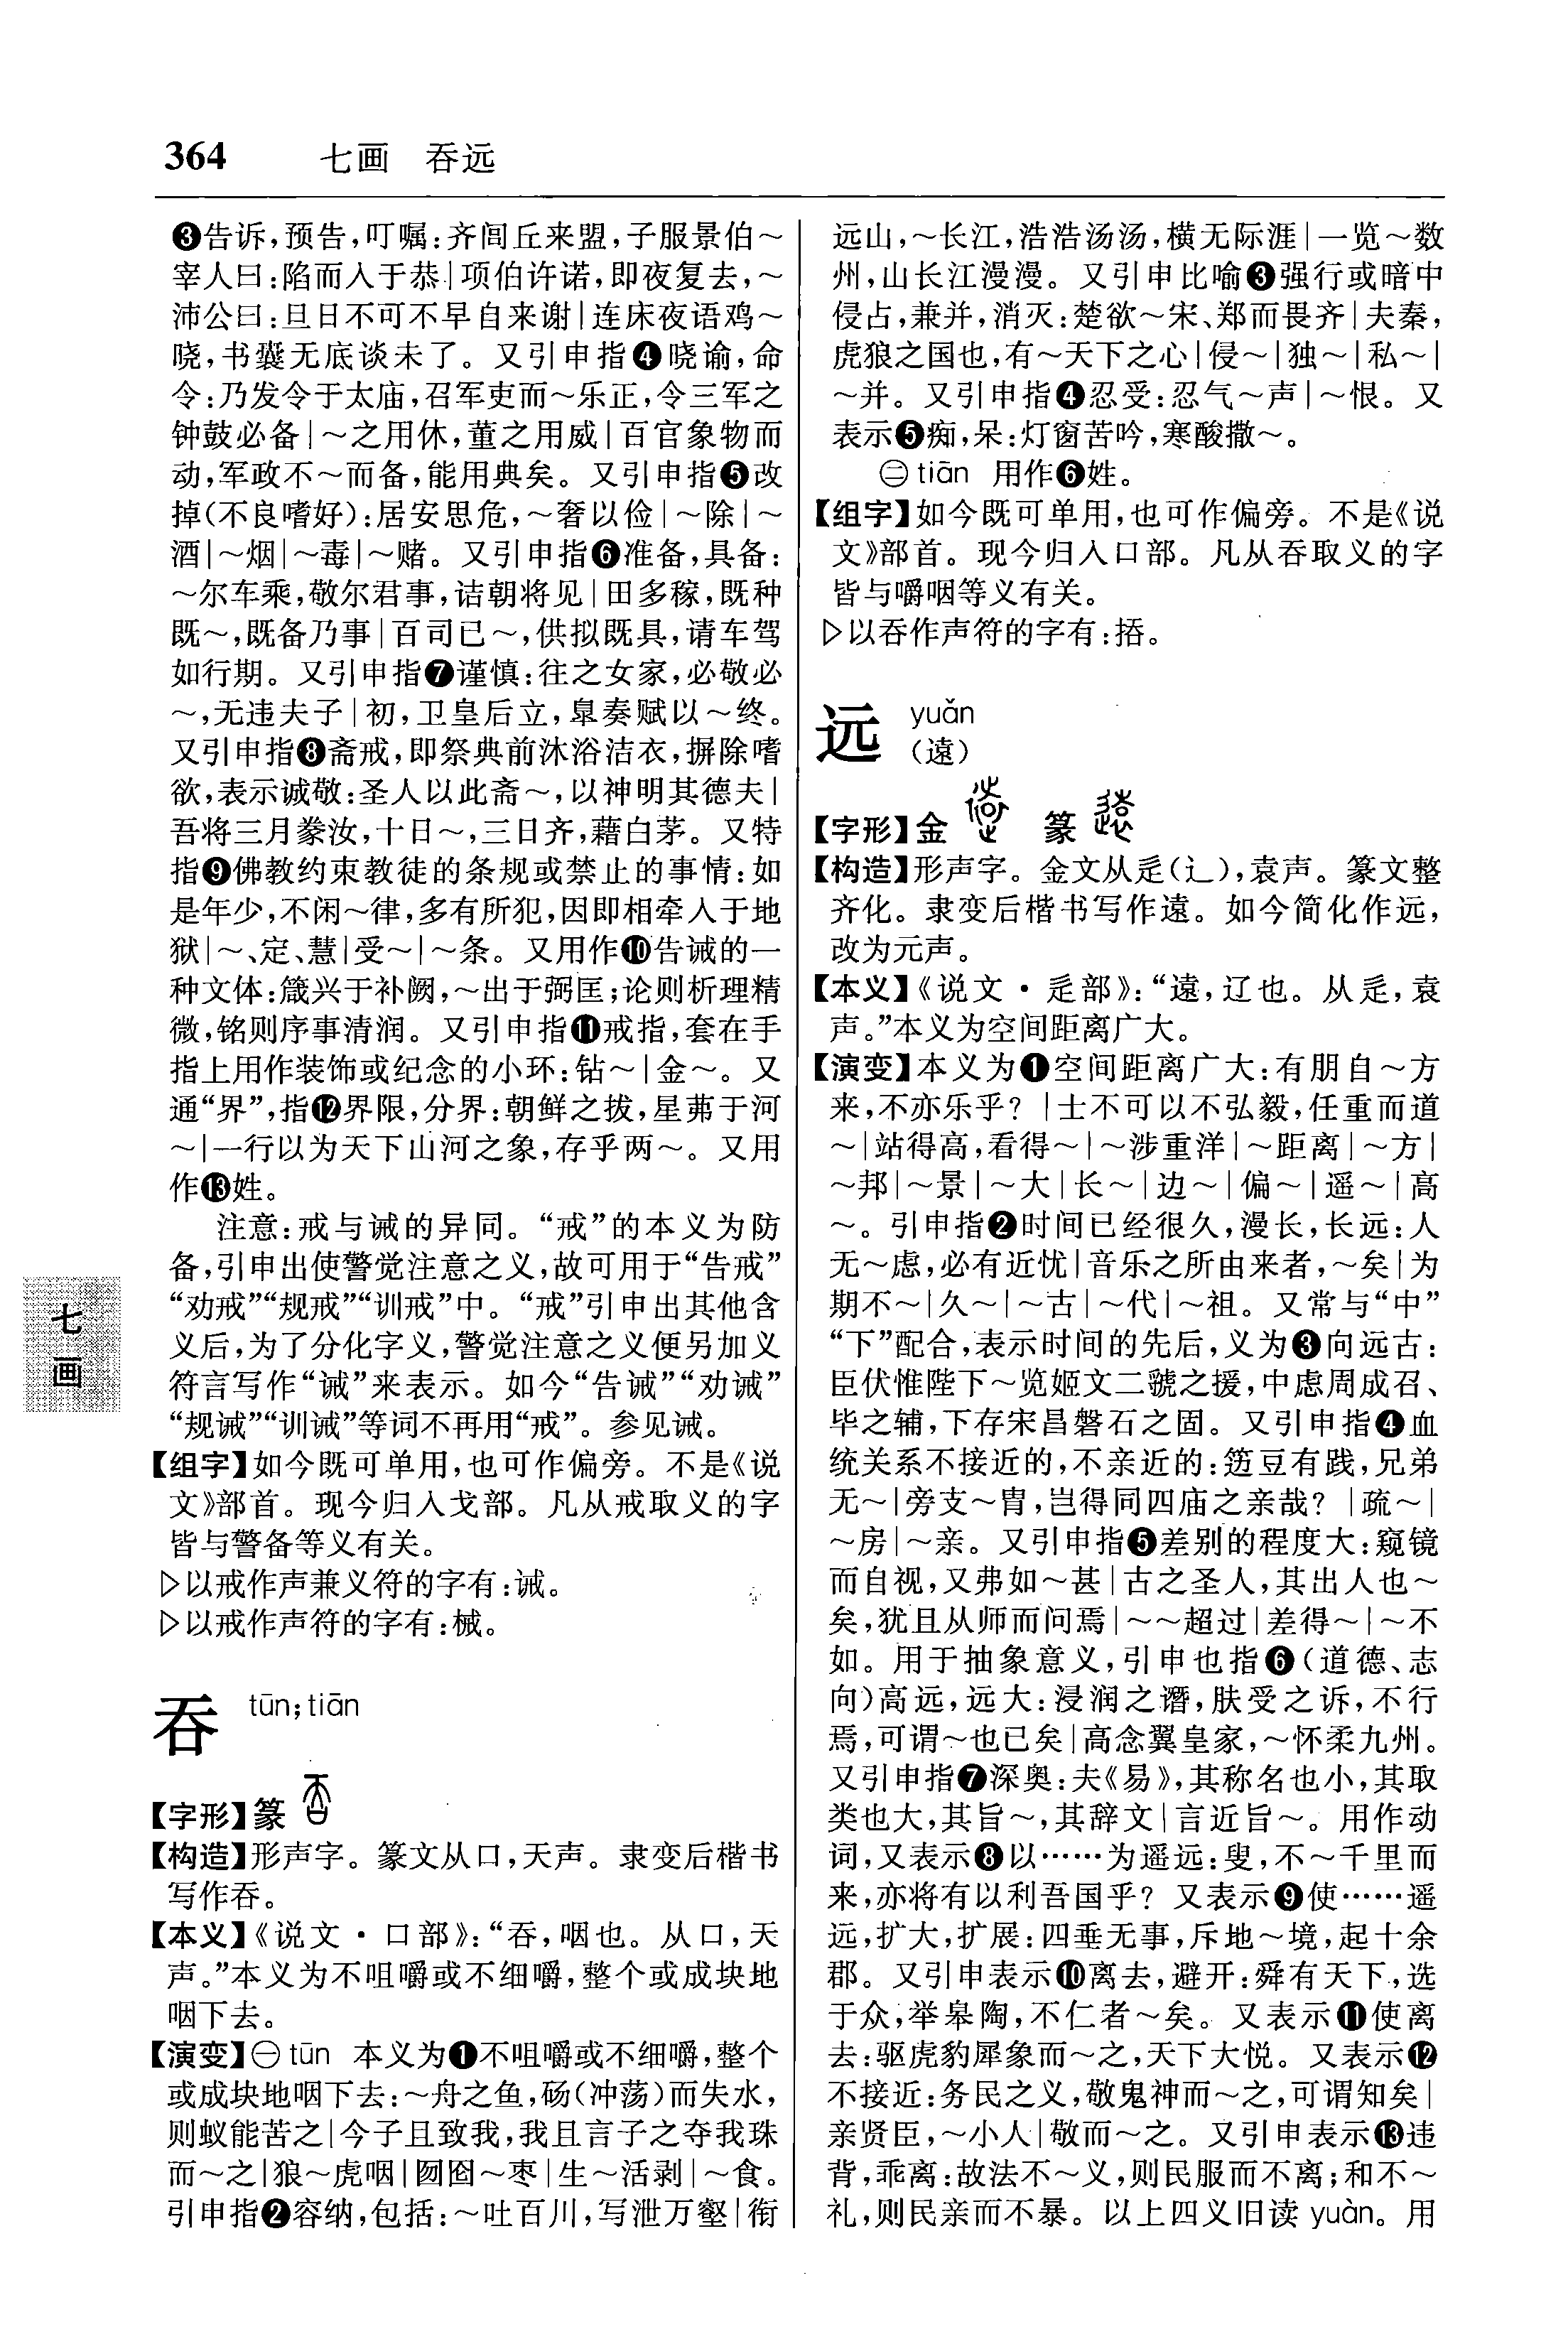 364 七画 吞远
❸告诉,预告,叮嘱:齐闾丘来盟,子服景伯～
宰人曰:陷而入于恭|项伯许诺,即夜复去,～
沛公曰:旦日不可不早自来谢|连床夜语鸡～
晓,书囊无底谈未了。又引申指❹晓谕,命
令:乃发令于太庙,召军吏而～乐正,令三军之
钟鼓必备|～之用休,董之用威|百官象物而
动,军政不～而备,能用典矣。又引申指❺改
掉(不良嗜好):居安思危,～奢以俭|～除|～
酒|～烟|～毒|～赌。又引申指❻准备,具备:
～尔车乘,敬尔君事,诘朝将见|田多稼,既种
既～,既备乃事|百司已～,供拟既具,请车驾
如行期。又引申指❼谨慎:往之女家,必敬必
～,无违夫子|初,卫皇后立,皐奏赋以～终。
又引申指❽斋戒,即祭典前沐浴洁衣,摒除嗜
欲,表示诚敬:圣人以此斋～,以神明其德夫|
吾将三月豢汝,十日～,三日齐,藉白茅。又特
指❾佛教约束教徒的条规或禁止的事情:如
是年少,不闲～律,多有所犯,因即相牵入于地
狱|～、定、慧|受～|～条。又用作❿告诫的一
种文体:箴兴于补阙,～出于弼匡;论则析理精
微,铭则序事清润。又引申指⓫戒指,套在手
指上用作装饰或纪念的小环:钻～|金～。又
通“界”,指⓬界限,分界:朝鲜之拔,星茀于河
～|一行以为天下山河之象,存乎两～。又用
作⓭姓。
注意:戒与诫的异同。“戒”的本义为防
备,引申出使警觉注意之义,故可用于“告戒”
“劝戒”“规戒”“训戒”中。“戒”引申出其他含
义后,为了分化字义,警觉注意之义便另加义
符言写作“诫”来表示。如今“告诫”“劝诫”
“规诫”“训诫”等词不再用“戒”。参见诫。
【组字】如今既可单用,也可作偏旁。不是《说
文》部首。现今归入戈部。凡从戒取义的字
皆与警备等义有关。
▷以戒作声兼义符的字有:诫。
▷以戒作声符的字有:械。
吞 tūn;tiān
【字形】篆
【构造】形声字。篆文从口,天声。隶变后楷书
写作吞。
【本义】《说文·口部》:“吞,咽也。从口,天
声。”本义为不咀嚼或不细嚼,整个或成块地
咽下去。
【演变】㊀tūn 本义为❶不咀嚼或不细嚼,整个
或成块地咽下去:～舟之鱼,砀(冲荡)而失水,
则蚁能苦之|今子且致我,我且言子之夺我珠
而～之|狼～虎咽|囫囵～枣|生～活剥|～食。
引申指❷容纳,包括:～吐百川,写泄万壑|衔
远山,～长江,浩浩汤汤,横无际涯|一览～数
州,山长江漫漫。又引申比喻❸强行或暗中
侵占,兼并,消灭:楚欲～宋、郑而畏齐|夫秦,
虎狼之国也,有～天下之心|侵～|独～|私～|
～并。又引申指❹忍受:忍气～声|～恨。又
表示❺痴,呆:灯窗苦吟,寒酸撒～。
㊁tiān 用作❻姓。
【组字】如今既可单用,也可作偏旁。不是《说
文》部首。现今归入口部。凡从吞取义的字
皆与嚼咽等义有关。
▷以吞作声符的字有:㧷。
远 yuǎn
(遠)
【字形】金 篆
【构造】形声字。金文从辵(辶),袁声。篆文整
齐化。隶变后楷书写作遠。如今简化作远,
改为元声。
【本义】《说文·辵部》:“遠,辽也。从辵,袁
声。”本义为空间距离广大。
【演变】本义为❶空间距离广大:有朋自～方
来,不亦乐乎?|士不可以不弘毅,任重而道
～|站得高,看得～|～涉重洋|～距离|～方|
～邦|～景|～大|长～|边～|偏～|遥～|高
～。引申指❷时间已经很久,漫长,长远:人
无～虑,必有近忧|音乐之所由来者,～矣|为
期不～|久～|～古|～代|～祖。又常与“中”
“下”配合,表示时间的先后,义为❸向远古:
臣伏惟陛下～览姬文二虢之援,中虑周成召、
毕之辅,下存宋昌磐石之固。又引申指❹血
统关系不接近的,不亲近的:笾豆有践,兄弟
无～|旁支～胄,岂得同四庙之亲哉?|疏～|
～房|～亲。又引申指❺差别的程度大:窥镜
而自视,又弗如～甚|古之圣人,其出人也～
矣,犹且从师而问焉|～～超过|差得～|～不
如。用于抽象意义,引申也指❻(道德、志
向)高远,远大:浸润之谮,肤受之诉,不行
焉,可谓～也已矣|高念翼皇家,～怀柔九州。
又引申指❼深奥:夫《易》,其称名也小,其取
类也大,其旨～,其辞文|言近旨～。用作动
词,又表示❽以……为遥远:叟,不～千里而
来,亦将有以利吾国乎?又表示❾使……遥
远,扩大,扩展:四垂无事,斥地～境,起十余
郡。又引申表示❿离去,避开:舜有天下,选
于众,举皋陶,不仁者～矣。又表示⓫使离
去:驱虎豹犀象而～之,天下大悦。又表示⓬
不接近:务民之义,敬鬼神而～之,可谓知矣|
亲贤臣,～小人|敬而～之。又引申表示⓭违
背,乖离:故法不～义,则民服而不离;和不～
礼,则民亲而不暴。以上四义旧读 yuàn。用
七
画